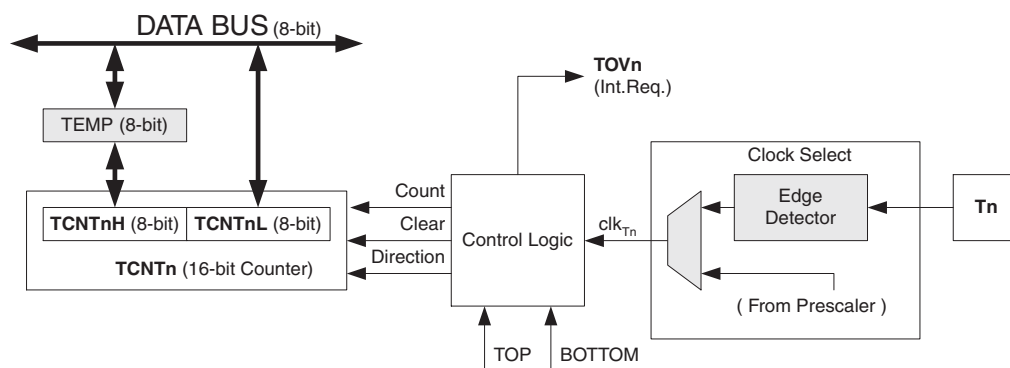 DATA BUS (8-bit)
TOVn
(Int.Req.)
TEMP (8-bit)
Clock Select
Count
Edge
Detector
Tn
TCNTnH (8-bit) TCNTnL (8-bit)
Clear
Control Logic
clkTn
TCNTn (16-bit Counter)
Direction
( From Prescaler )
TOP
BOTTOM